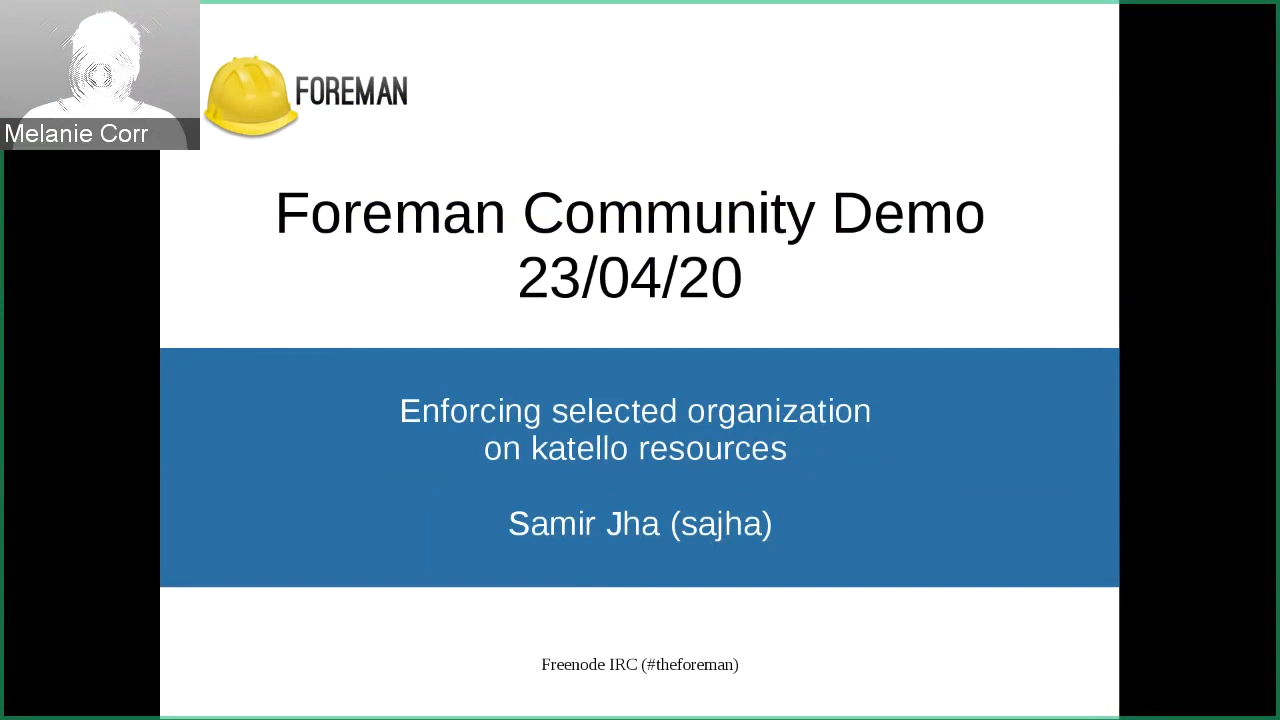 Melanie Corr
FOREMAN
Foreman Community Demo
23/04/20
Enforcing selected organization
on katello resources
Samir Jha (sajha)
Freenode IRC (#theforeman)